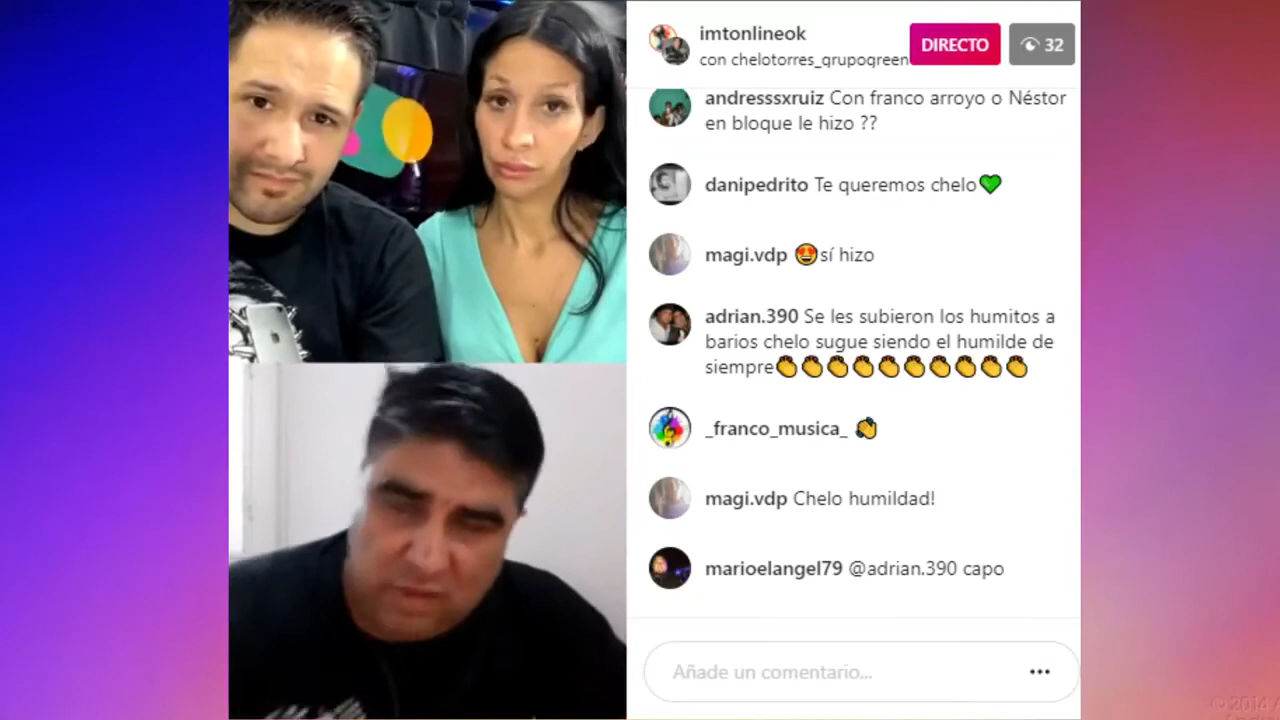 imtonlineok
con chelotorres_grupogreen
DIRECTO
32
andresssxruiz Con franco arroyo o Néstor
en bloque le hizo ??
danipedrito Te queremos chelo💚
magi.vdp 😍sí hizo
adrian.390 Se les subieron los humitos a
barios chelo sugue siendo el humilde de
siempre👏👏👏👏👏👏👏👏👏👏
_franco_musica_ 👏
magi.vdp Chelo humildad!
marioelangel79 @adrian.390 capo
Añade un comentario...
© 2014